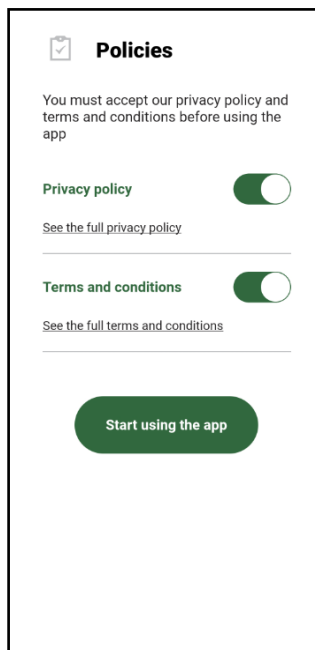 Policies
You must accept our privacy policy and
terms and conditions before using the
app
Privacy policy
See the full privacy policy
Terms and conditions
See the full terms and conditions
Start using the app